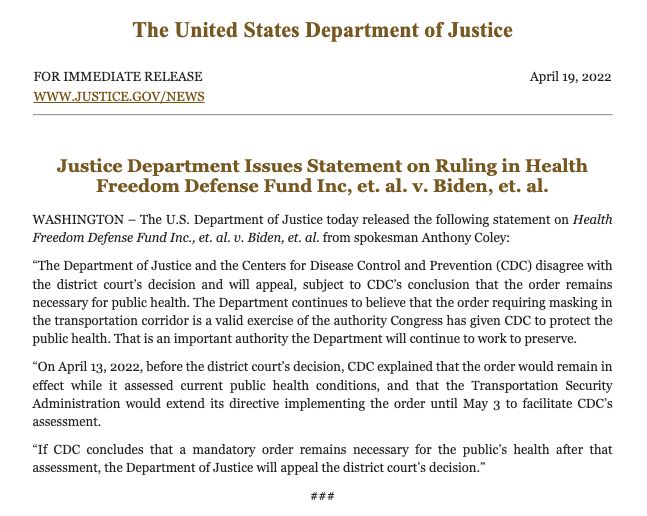 The United States Department of Justice
FOR IMMEDIATE RELEASE
April 19, 2022
WWW.JUSTICE.GOV/NEWS
Justice Department Issues Statement on Ruling in Health
Freedom Defense Fund Inc, et. al. v. Biden, et. al.
WASHINGTON – The U.S. Department of Justice today released the following statement on Health
Freedom Defense Fund Inc., et. al. v. Biden, et. al. from spokesman Anthony Coley:
“The Department of Justice and the Centers for Disease Control and Prevention (CDC) disagree with
the district court’s decision and will appeal, subject to CDC’s conclusion that the order remains
necessary for public health. The Department continues to believe that the order requiring masking in
the transportation corridor is a valid exercise of the authority Congress has given CDC to protect the
public health. That is an important authority the Department will continue to work to preserve.
“On April 13, 2022, before the district court’s decision, CDC explained that the order would remain in
effect while it assessed current public health conditions, and that the Transportation Security
Administration would extend its directive implementing the order until May 3 to facilitate CDC’s
assessment.
“If CDC concludes that a mandatory order remains necessary for the public’s health after that
assessment, the Department of Justice will appeal the district court’s decision.”
###